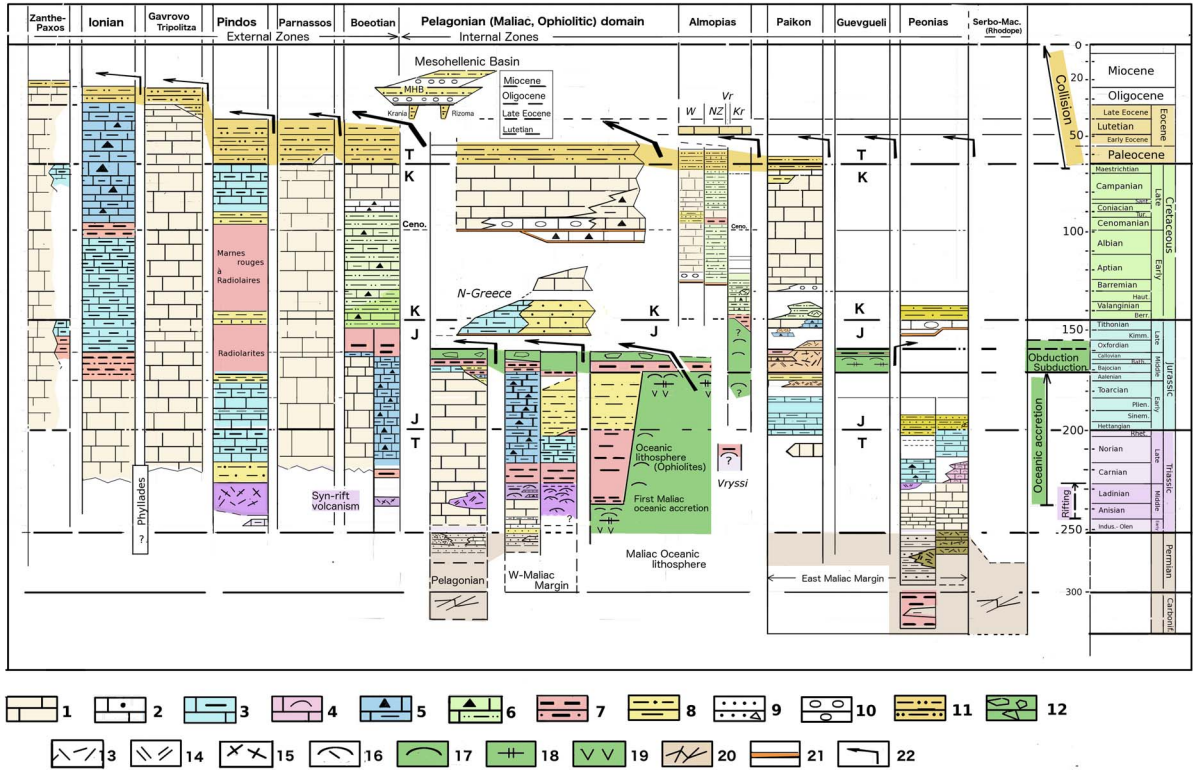 Zanthe-
Paxos
Ionian
Gavrovo
Tripolitza
Pindos
Parnassos
Boeotian
Pelagonian (Maliac, Ophiolitic) domain
Almopias
Paikon
Guevgueli
Peonias
Serbo-Mac.
(Rhodope)
External Zones
Internal Zones
Mesohellenic Basin
MHB
Krania
Rizoma
Miocene
Oligocene
Late Eocene
Lutetian
Vr
W
NZ
Kr
T
K
Ceno.
K
J
J
T
Ceno.
T
K
K
J
K
J
J
T
N-Greece
Marnes
rouges
à
Radiolaires
Radiolarites
Syn-rift
volcanism
Phyllades
?
?
?
?
?
Oceanic
lithosphere
(Ophiolites)
First Maliac
oceanic accretion
Vryssi
Maliac Oceanic
lithosphere
Pelagonian
W-Maliac
Margin
East Maliac Margin
Collision
Obduction
Subduction
Oceanic accretion
Rifting
0
20
50
100
150
200
250
300
Miocene
Oligocene
Late Eocene
Lutetian
Early Eocene
Eocene
Paleocene
Maestrichtian
Campanian
Sant.
Coniacian
Tur.
Cenomanian
Albian
Aptian
Barremian
Haut.
Valanginian
Berr.
Late
Early
Cretaceous
Tithonian
Kimm.
Oxfordian
Callovian
Bath.
Bajocian
Aalenian
Toarcian
Plien.
Sinem.
Hettangian
Late
Middle
Early
Jurassic
Rhet.
Norian
Carnian
Ladinian
Anisian
Indus.-Olen
Late
Middle
Early
Triassic
Permian
Carbonif.
1
2
3
4
5
6
7
8
9
10
11
12
13
14
15
16
17
18
19
20
21
22